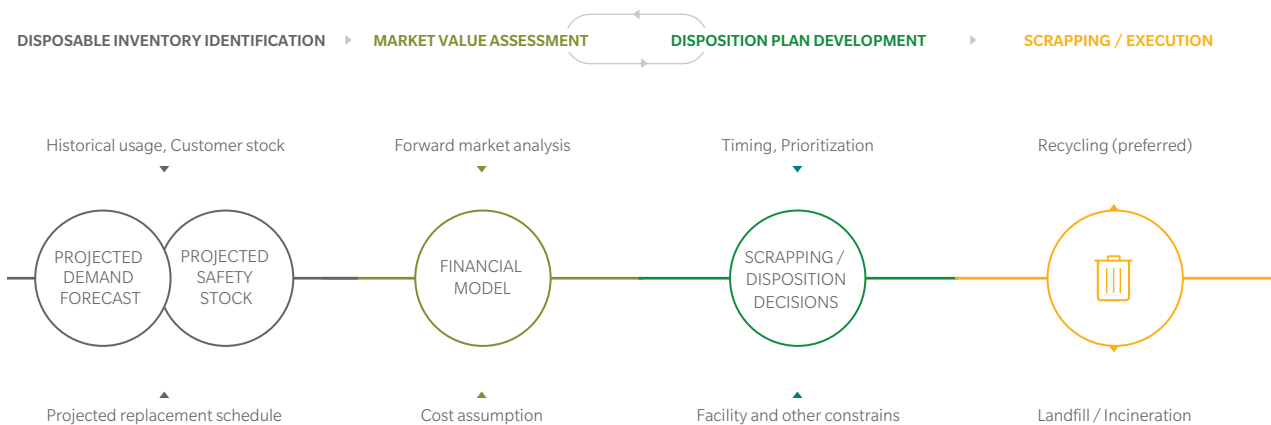 DISPOSABLE INVENTORY IDENTIFICATION
MARKET VALUE ASSESSMENT
DISPOSITION PLAN DEVELOPMENT
SCRAPPING / EXECUTION
Historical usage, Customer stock
Forward market analysis
Timing, Prioritization
Recycling (preferred)
PROJECTED
DEMAND
FORECAST
PROJECTED
SAFETY
STOCK
FINANCIAL
MODEL
SCRAPPING /
DISPOSITION
DECISIONS
Projected replacement schedule
Cost assumption
Facility and other constrains
Landfill / Incineration